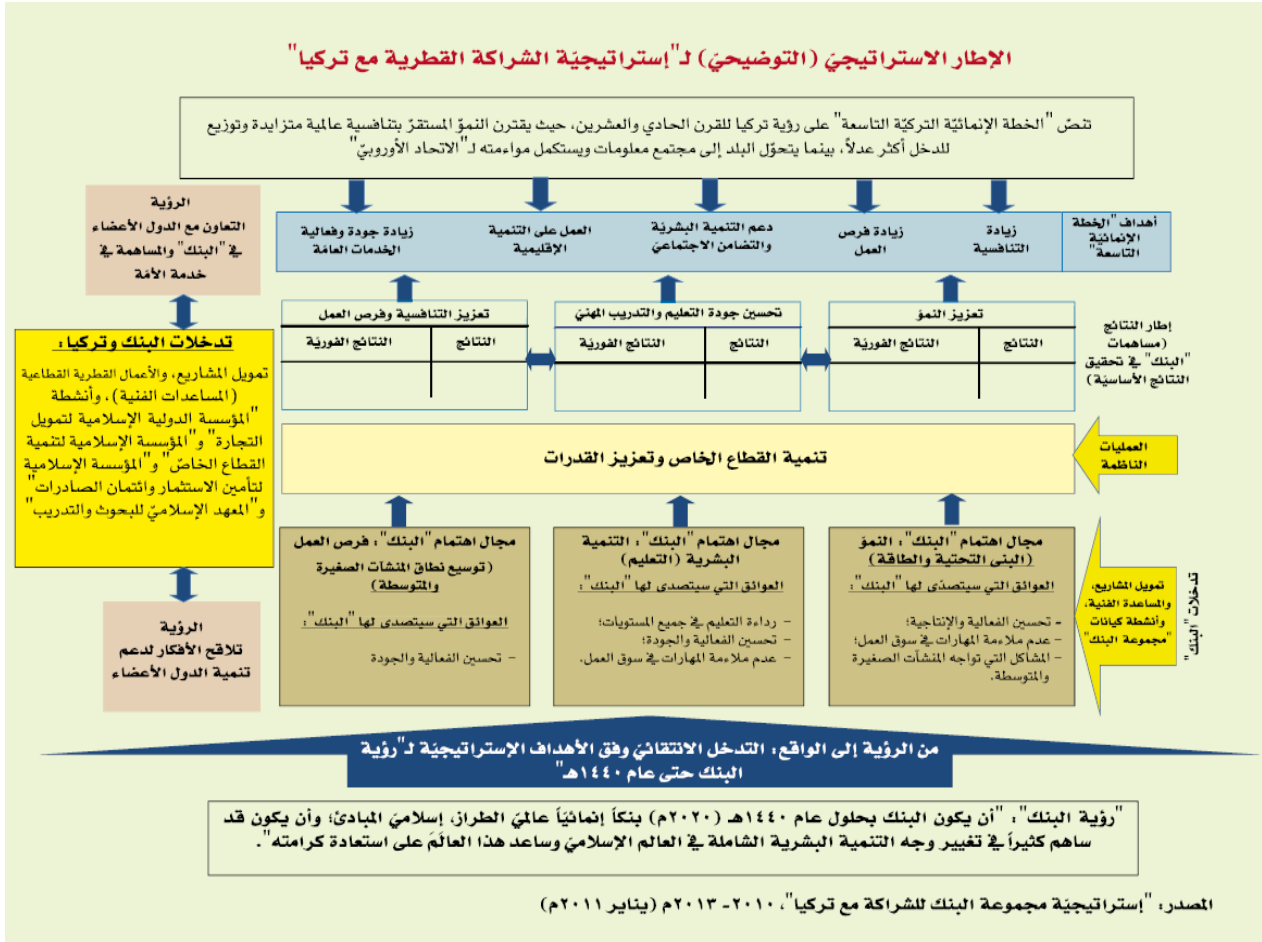 الإطار الاستراتيجيّ (التوضيحيّ) لـ"إستراتيجيّة الشراكة القطرية مع تركيا"
تنصّ "الخطة الإنمائيّة التركيّة التاسعة" على رؤية تركيا للقرن الحادي والعشرين، حيث يقترن النموّ المستقرّ بتنافسية عالمية متزايدة وتوزيع
للدخل أكثر عدلاً، بينما يتحوّل البلد إلى مجتمع معلومات ويستكمل مواءمته لـ"الاتحاد الأوروبيّ"
أهداف "الخطة
الإنمائيّة
التاسعة"
زيادة
التنافسية
زيادة فرص
العمل
دعم التنمية البشريّة
والتضامن الاجتماعيّ
العمل على التنمية
الإقليمية
زيادة جودة وفعالية
الخدمات العامّة
الرؤية
التعاون مع الدول الأعضاء
في "البنك" والمساهمة في
خدمة الأمّة
إطار النتائج
(مساهمات
"البنك" في تحقيق
النتائج الأساسيّة)
تعزيز النموّ
النتائج
النتائج الفوريّة
تحسين جودة التعليم والتدريب المهنيّ
النتائج
النتائج الفوريّة
تعزيز التنافسية وفرص العمل
النتائج
النتائج الفوريّة
تدخلات البنك وتركيا:
تمويل المشاريع، والأعمال القطرية القطاعية
(المساعدات الفنية)، وأنشطة
"المؤسسة الدولية الإسلامية لتمويل
التجارة" و"المؤسسة الإسلامية لتنمية
القطاع الخاصّ" و"المؤسسة الإسلامية
لتأمين الاستثمار وائتمان الصادرات"
و"المعهد الإسلاميّ للبحوث والتدريب"
العمليات
الناظمة
تنمية القطاع الخاص وتعزيز القدرات
تدخلات "البنك"
تمويل المشاريع،
والمساعدة الفنية،
وأنشطة كيانات
"مجموعة البنك"
مجال اهتمام "البنك": النموّ
(البنى التحتية والطاقة)
العوائق التي سيتصدّى لها "البنك":
– تحسين الفعالية والإنتاجية؛
– عدم ملاءمة المهارات في سوق العمل؛
– المشاكل التي تواجه المنشآت الصغيرة
والمتوسطة.
مجال اهتمام "البنك": التنمية
البشرية (التعليم)
العوائق التي سيتصدى لها "البنك":
– رداءة التعليم في جميع المستويات؛
– تحسين الفعالية والجودة؛
– عدم ملاءمة المهارات في سوق العمل.
مجال اهتمام "البنك": فرص العمل
(توسيع نطاق المنشآت الصغيرة
والمتوسطة)
العوائق التي سيتصدى لها "البنك":
– تحسين الفعالية والجودة
الرؤية
تلاقح الأفكار لدعم
تنمية الدول الأعضاء
من الرؤية إلى الواقع: التدخل الانتقائيّ وفق الأهداف الإستراتيجيّة لـ"رؤية
البنك حتى عام ١٤٤٠هـ"
"رؤية البنك": "أن يكون البنك بحلول عام ١٤٤٠هـ (٢٠٢٠م) بنكاً إنمائيّاً عالميّ الطراز، إسلاميّ المبادئ؛ وأن يكون قد
ساهم كثيراً في تغيير وجه التنمية البشرية الشاملة في العالم الإسلاميّ وساعد هذا العالَمَ على استعادة كرامته".
المصدر: "إستراتيجيّة مجموعة البنك للشراكة مع تركيا"، ٢٠١٠- ٢٠١٣م (يناير ٢٠١١م)